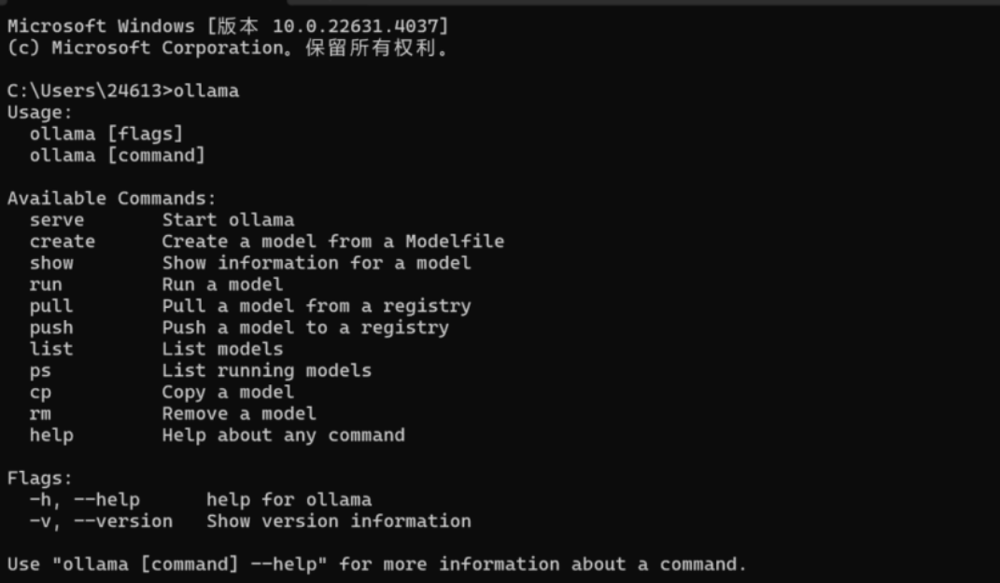 Microsoft Windows [版本 10.0.22631.4037]
(c) Microsoft Corporation。保留所有权利。
C:\Users\24613>ollama
Usage:
  ollama [flags]
  ollama [command]
Available Commands:
  serve       Start ollama
  create      Create a model from a Modelfile
  show        Show information for a model
  run         Run a model
  pull        Pull a model from a registry
  push        Push a model to a registry
  list        List models
  ps          List running models
  cp          Copy a model
  rm          Remove a model
  help        Help about any command
Flags:
  -h, --help      help for ollama
  -v, --version   Show version information
Use "ollama [command] --help" for more information about a command.